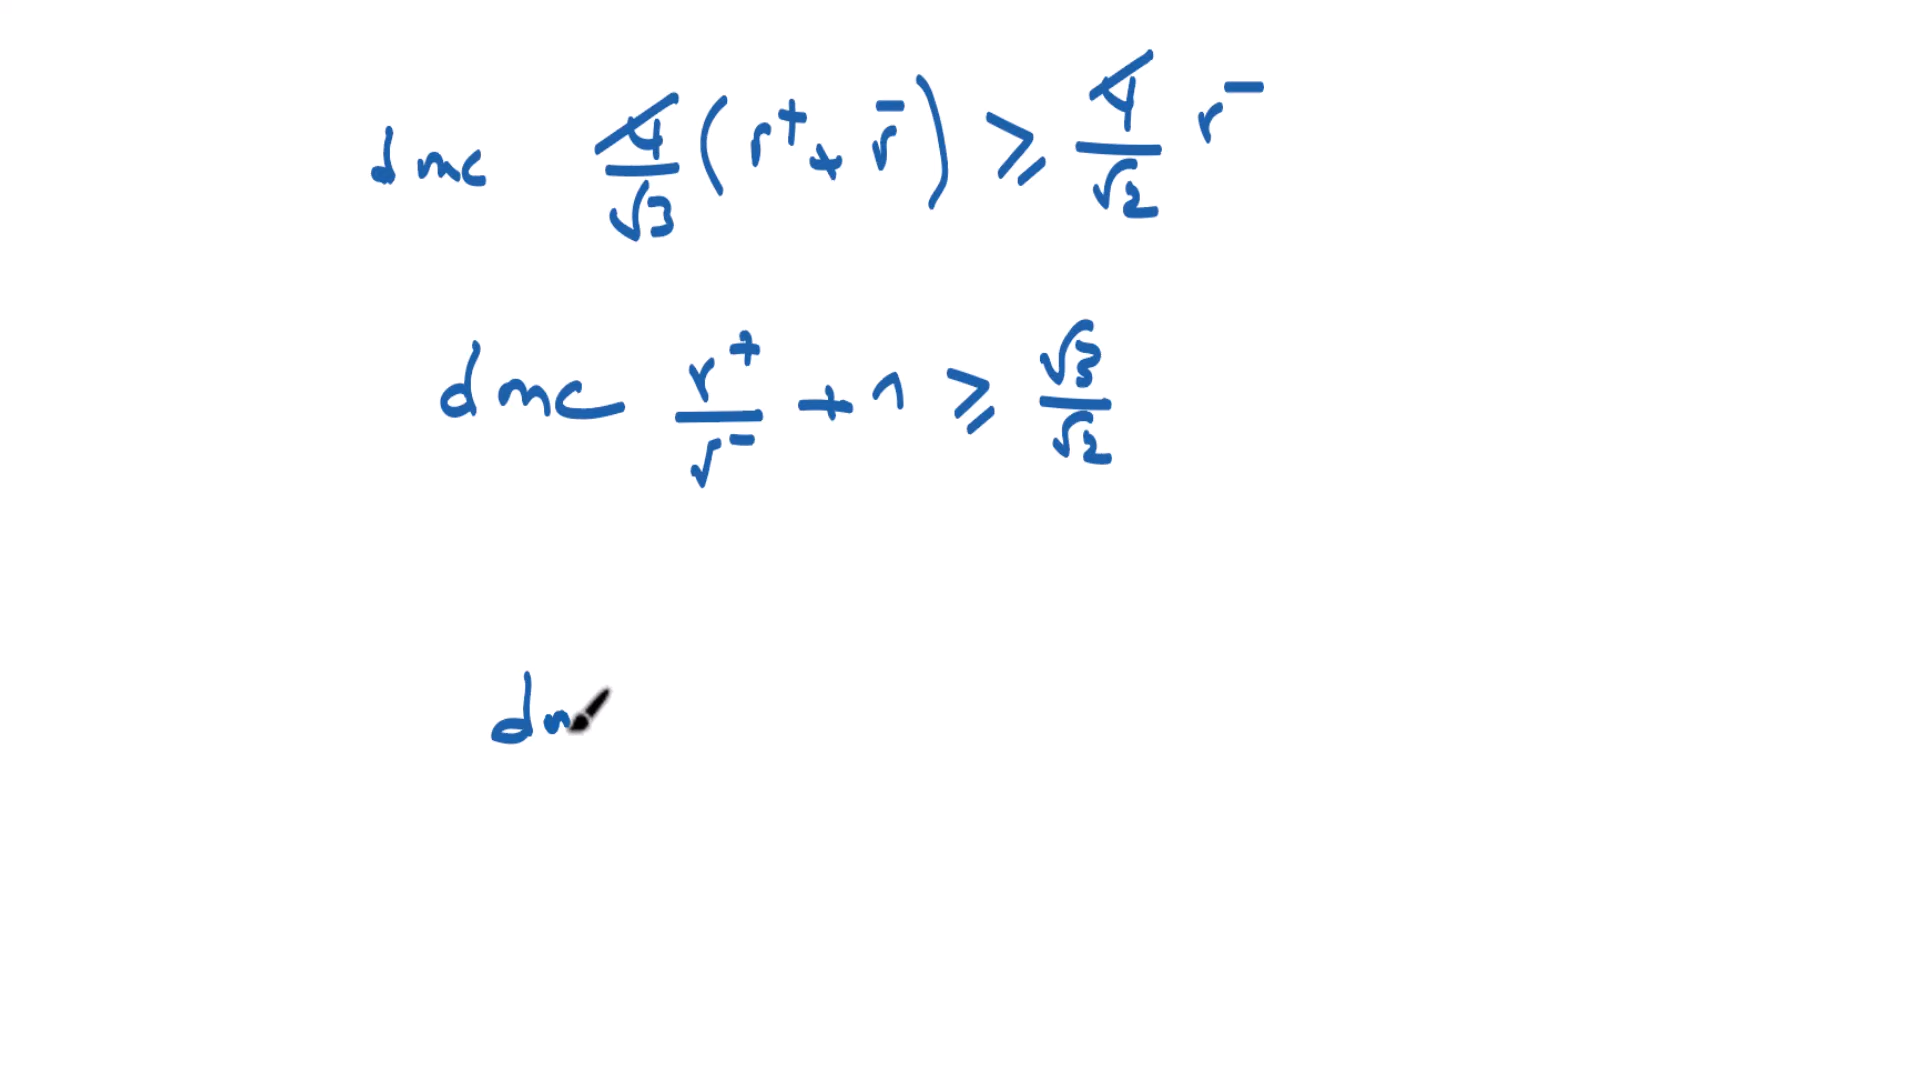 dmc 4/√3 (r⁺ + r⁻) ⩾ 4/√2 r⁻
dmc r⁺/r⁻ + 1 ⩾ √3/√2
dm